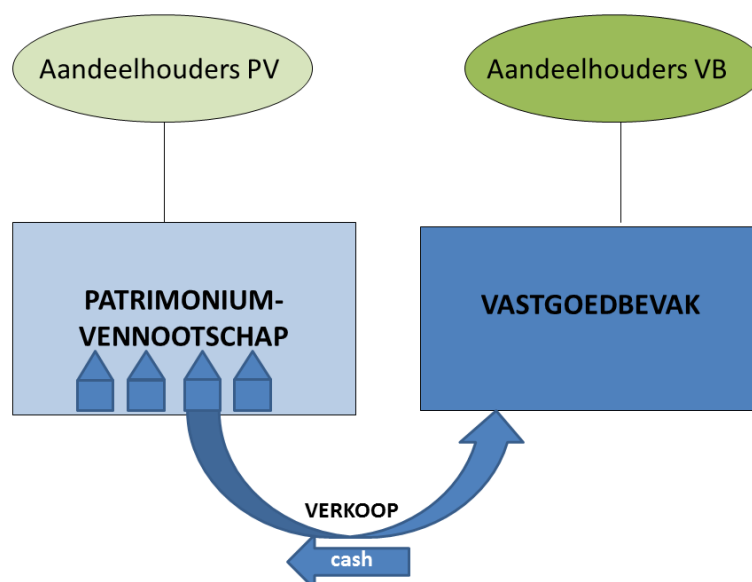 Aandeelhouders PV
Aandeelhouders VB
PATRIMONIUM-
VENNOOTSCHAP
VASTGOEDBEVAK
VERKOOP
cash